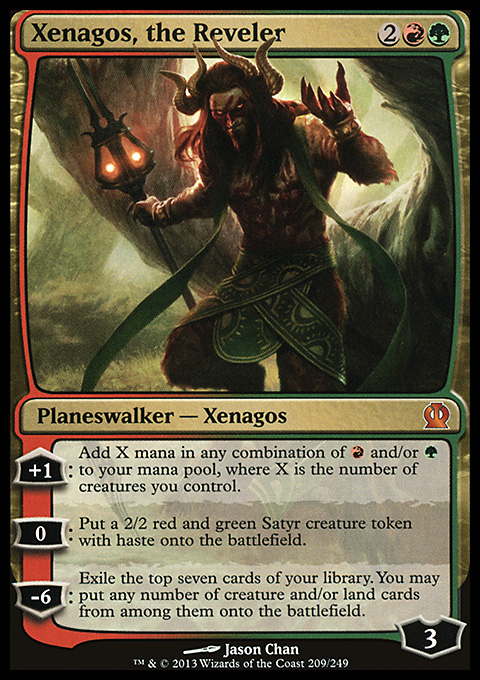 Xenagos, the Reveler 2
Planeswalker — Xenagos
+1 : Add X mana in any combination of and/or
to your mana pool, where X is the number of
creatures you control.
0 : Put a 2/2 red and green Satyr creature token
with haste onto the battlefield.
-6 : Exile the top seven cards of your library. You may
put any number of creature and/or land cards
from among them onto the battlefield.
3
Jason Chan
™ & © 2013 Wizards of the Coast 209/249